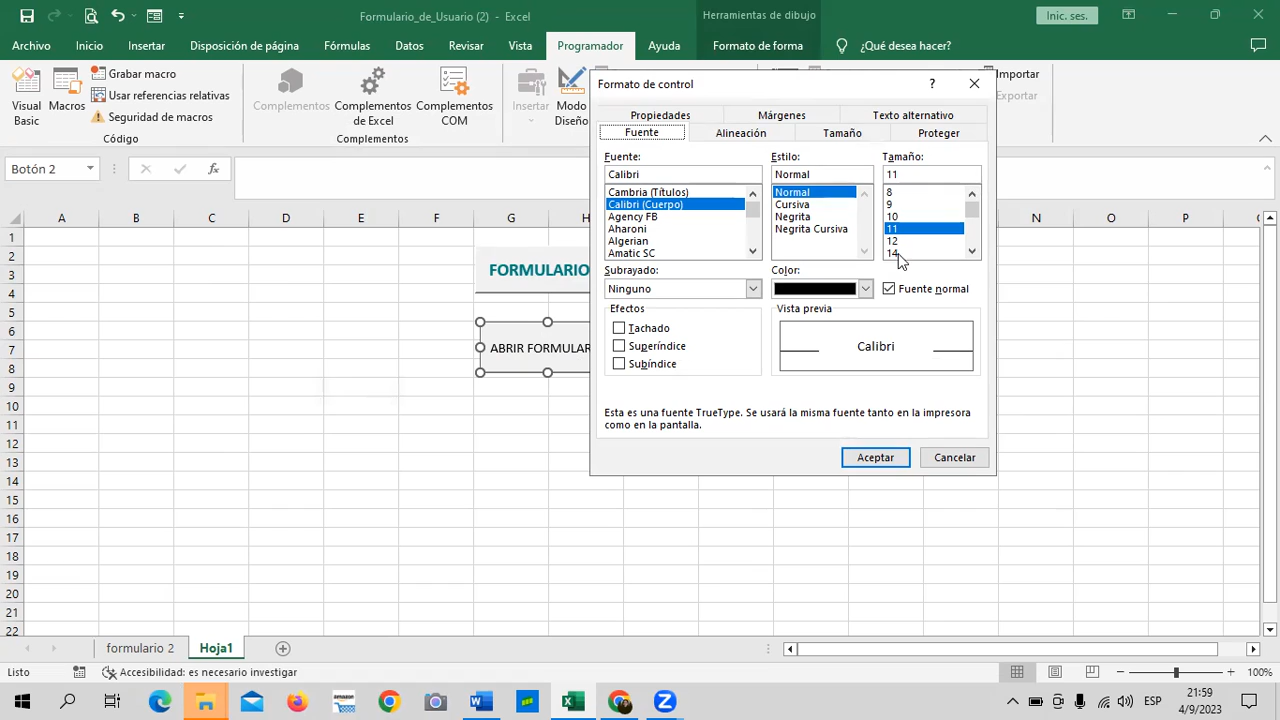 Formulario_de_Usuario (2) - Excel
Herramientas de dibujo
Inic. ses.
Archivo Inicio Insertar Disposición de página Fórmulas Datos Revisar Vista Programador Ayuda Formato de forma ¿Qué desea hacer?
Visual Basic
Macros
Grabar macro
Usar referencias relativas
Seguridad de macros
Código
Complementos
Complementos de Excel
Complementos COM
Complementos
Insertar
Modo Diseño
Importar
Exportar
Botón 2
fx
A B C D E F G H N O P
1
2
3
4
5
6
7
8
9
10
11
12
13
14
15
16
17
18
19
20
21
22
FORMULARIO
ABRIR FORMULAR
Formato de control
?
Propiedades Márgenes Texto alternativo
Fuente Alineación Tamaño Proteger
Fuente: Estilo: Tamaño:
Calibri Normal 11
Cambria (Títulos)
Calibri (Cuerpo)
Agency FB
Aharoni
Algerian
Amatic SC
Normal
Cursiva
Negrita
Negrita Cursiva
8
9
10
11
12
14
Subrayado: Color:
Ninguno
Fuente normal
Efectos
Tachado
Superíndice
Subíndice
Vista previa
Calibri
Esta es una fuente TrueType. Se usará la misma fuente tanto en la impresora
como en la pantalla.
Aceptar Cancelar
formulario 2 Hoja1
Listo Accesibilidad: es necesario investigar 100%
ESP
21:59
4/9/2023